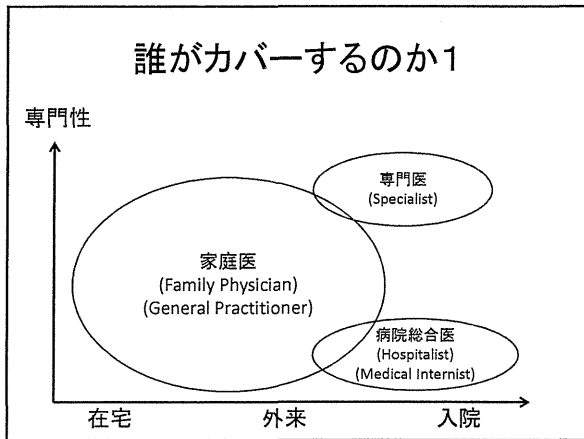 誰がカバーするのか1
専門性
専門医
(Specialist)
家庭医
(Family Physician)
(General Practitioner)
病院総合医
(Hospitalist)
(Medical Internist)
在宅
外来
入院